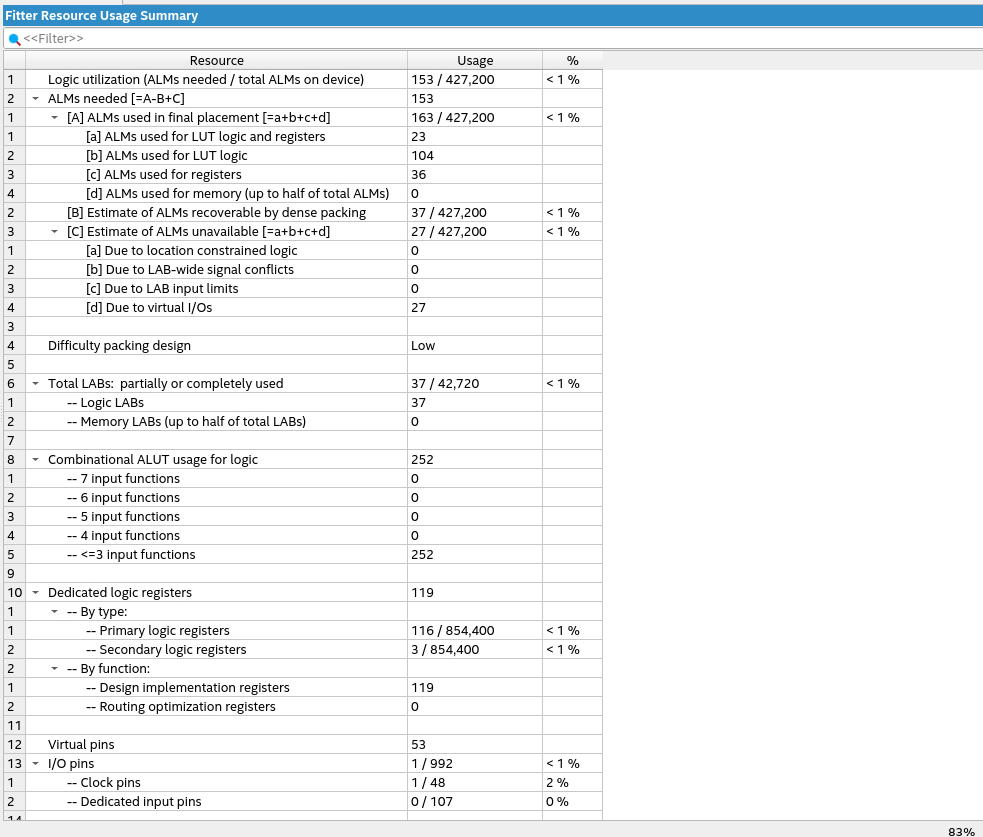 Fitter Resource Usage Summary
<<Filter>>
Resource Usage %
1 Logic utilization (ALMs needed / total ALMs on device) 153 / 427,200 < 1 %
2 ALMs needed [=A-B+C] 153
1 [A] ALMs used in final placement [=a+b+c+d] 163 / 427,200 < 1 %
1 [a] ALMs used for LUT logic and registers 23
2 [b] ALMs used for LUT logic 104
3 [c] ALMs used for registers 36
4 [d] ALMs used for memory (up to half of total ALMs) 0
2 [B] Estimate of ALMs recoverable by dense packing 37 / 427,200 < 1 %
3 [C] Estimate of ALMs unavailable [=a+b+c+d] 27 / 427,200 < 1 %
1 [a] Due to location constrained logic 0
2 [b] Due to LAB-wide signal conflicts 0
3 [c] Due to LAB input limits 0
4 [d] Due to virtual I/Os 27
3
4 Difficulty packing design Low
5
6 Total LABs:  partially or completely used 37 / 42,720 < 1 %
1 -- Logic LABs 37
2 -- Memory LABs (up to half of total LABs) 0
7
8 Combinational ALUT usage for logic 252
1 -- 7 input functions 0
2 -- 6 input functions 0
3 -- 5 input functions 0
4 -- 4 input functions 0
5 -- <=3 input functions 252
9
10 Dedicated logic registers 119
1 -- By type:
1 -- Primary logic registers 116 / 854,400 < 1 %
2 -- Secondary logic registers 3 / 854,400 < 1 %
2 -- By function:
1 -- Design implementation registers 119
2 -- Routing optimization registers 0
11
12 Virtual pins 53
13 I/O pins 1 / 992 < 1 %
1 -- Clock pins 1 / 48 2 %
2 -- Dedicated input pins 0 / 107 0 %
14
83%